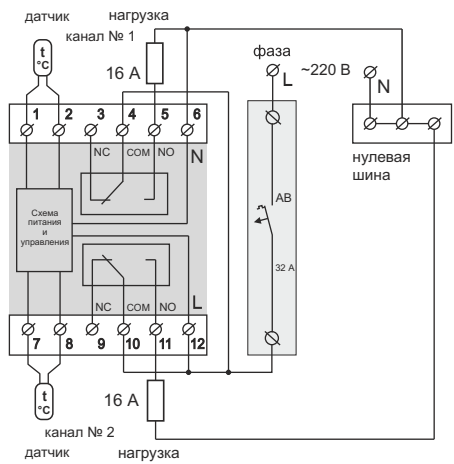 датчик
нагрузка
канал № 1
t
°C
16 А
фаза
L
~220 В
N
1 2 3 4 5 6
NC COM NO N
нулевая
шина
Схема
питания
и
управления
АВ
32 А
L
NC COM NO
7 8 9 10 11 12
t
°C
16 А
канал № 2
датчик
нагрузка